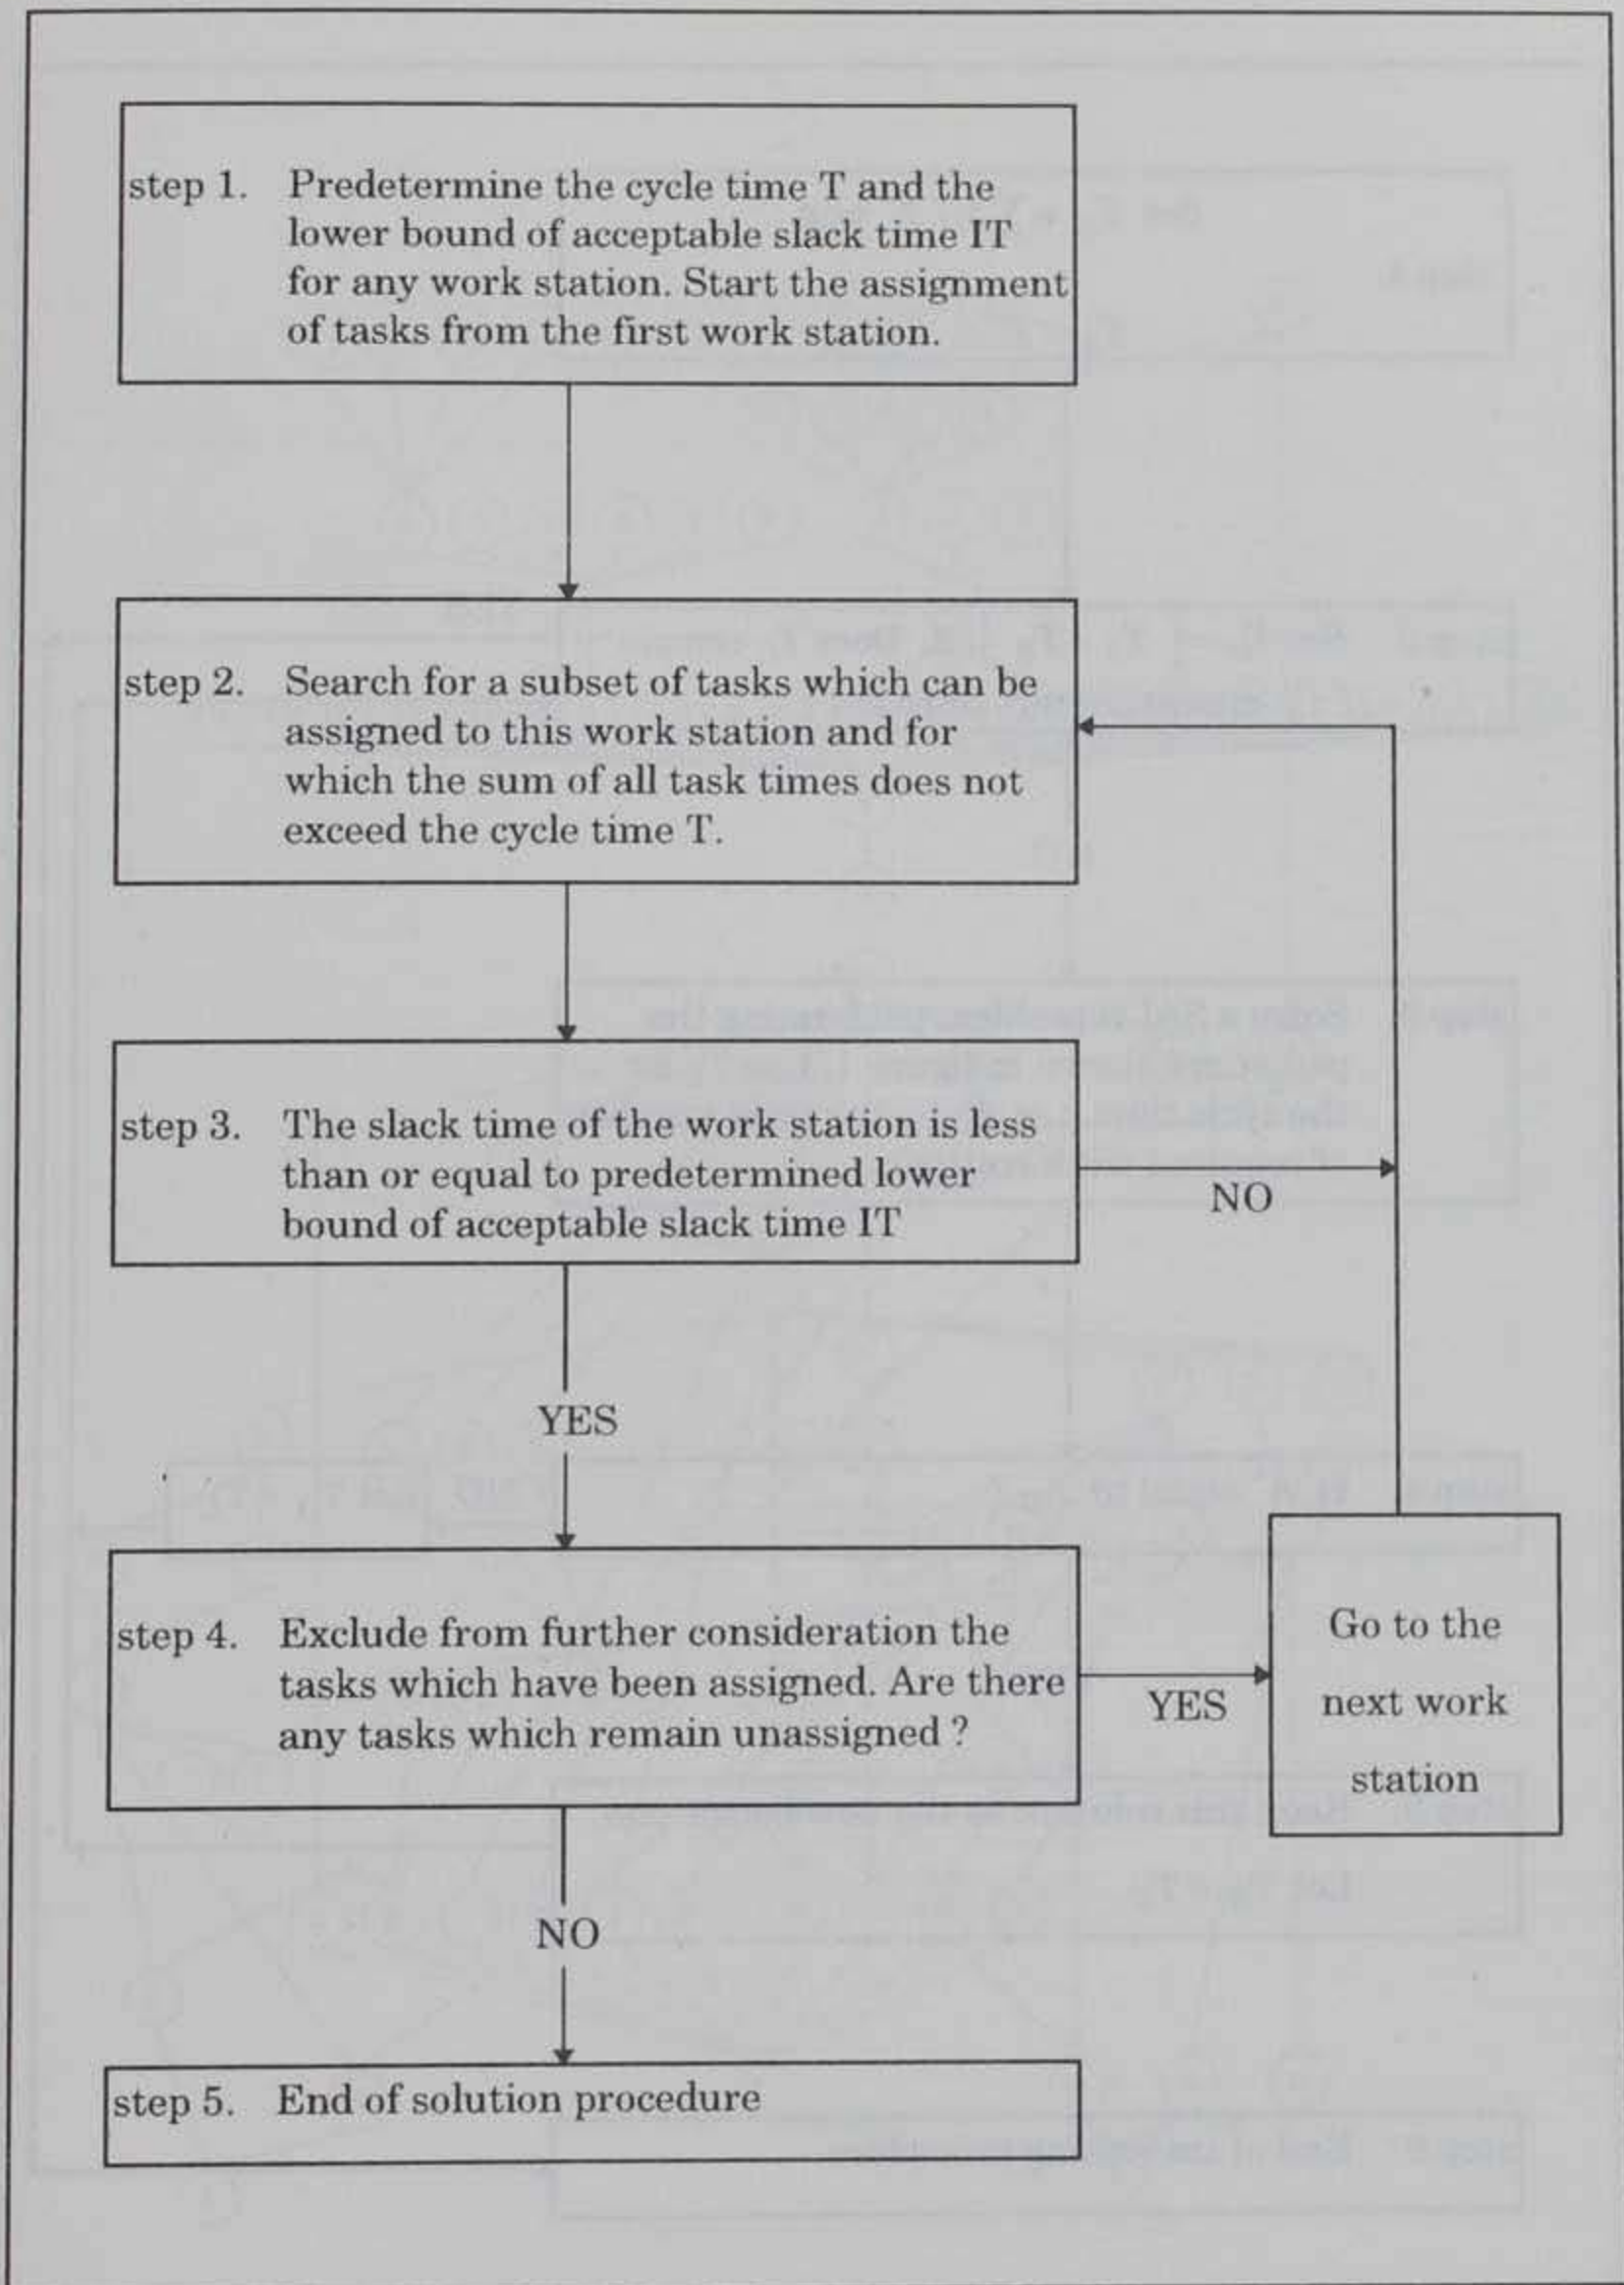 step 1. Predetermine the cycle time T and the
lower bound of acceptable slack time IT
for any work station. Start the assignment
of tasks from the first work station.
step 2. Search for a subset of tasks which can be
assigned to this work station and for
which the sum of all task times does not
exceed the cycle time T.
step 3. The slack time of the work station is less
than or equal to predetermined lower
bound of acceptable slack time IT
NO
YES
step 4. Exclude from further consideration the
tasks which have been assigned. Are there
any tasks which remain unassigned ?
YES
Go to the
next work
station
NO
step 5. End of solution procedure